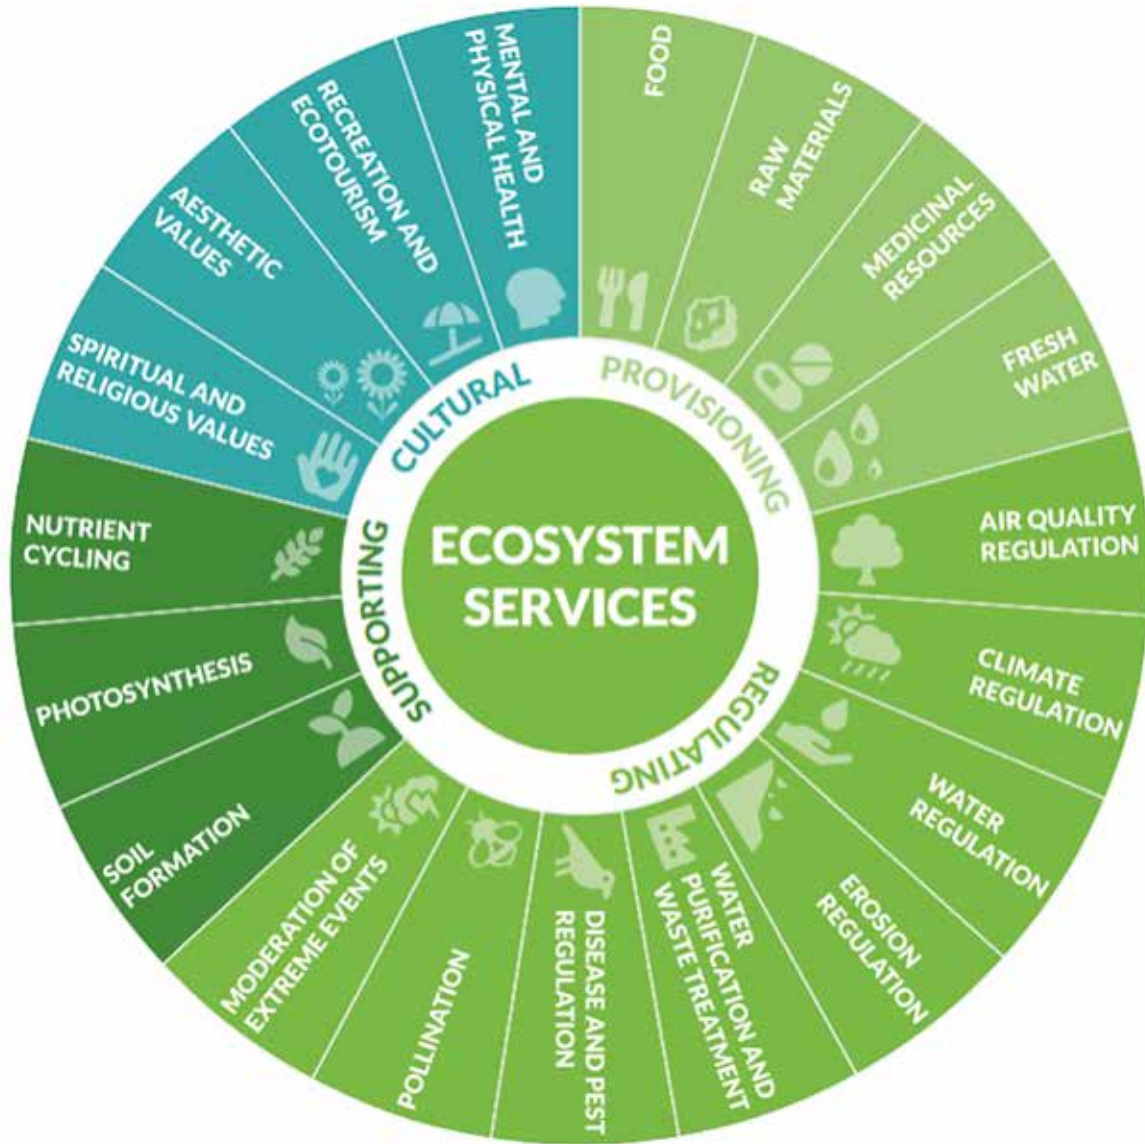 ECOSYSTEM
SERVICES
PROVISIONING
FOOD
RAW
MATERIALS
MEDICINAL
RESOURCES
FRESH
WATER
REGULATING
AIR QUALITY
REGULATION
CLIMATE
REGULATION
WATER
REGULATION
EROSION
REGULATION
WATER
PURIFICATION AND
WASTE TREATMENT
DISEASE AND PEST
REGULATION
POLLINATION
MODERATION OF
EXTREME EVENTS
SUPPORTING
SOIL
FORMATION
PHOTOSYNTHESIS
NUTRIENT
CYCLING
CULTURAL
SPIRITUAL AND
RELIGIOUS VALUES
AESTHETIC
VALUES
RECREATION AND
ECOTOURISM
MENTAL AND
PHYSICAL HEALTH